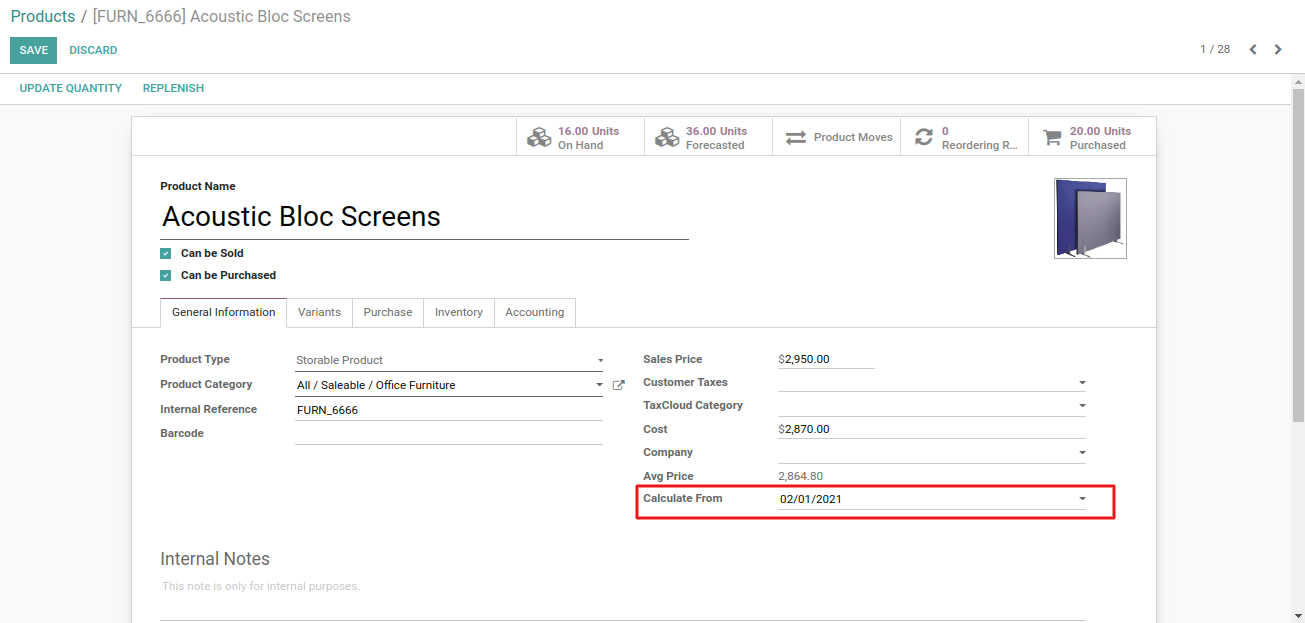 Products / [FURN_6666] Acoustic Bloc Screens
SAVE DISCARD 1 / 28
UPDATE QUANTITY REPLENISH
16.00 Units
On Hand
36.00 Units
Forecasted
Product Moves
0
Reordering R...
20.00 Units
Purchased
Product Name
Acoustic Bloc Screens
Can be Sold
Can be Purchased
General Information Variants Purchase Inventory Accounting
Product Type Storable Product
Product Category All / Saleable / Office Furniture
Internal Reference FURN_6666
Barcode
Sales Price $2,950.00
Customer Taxes
TaxCloud Category
Cost $2,870.00
Company
Avg Price 2,864.80
Calculate From 02/01/2021
Internal Notes
This note is only for internal purposes.